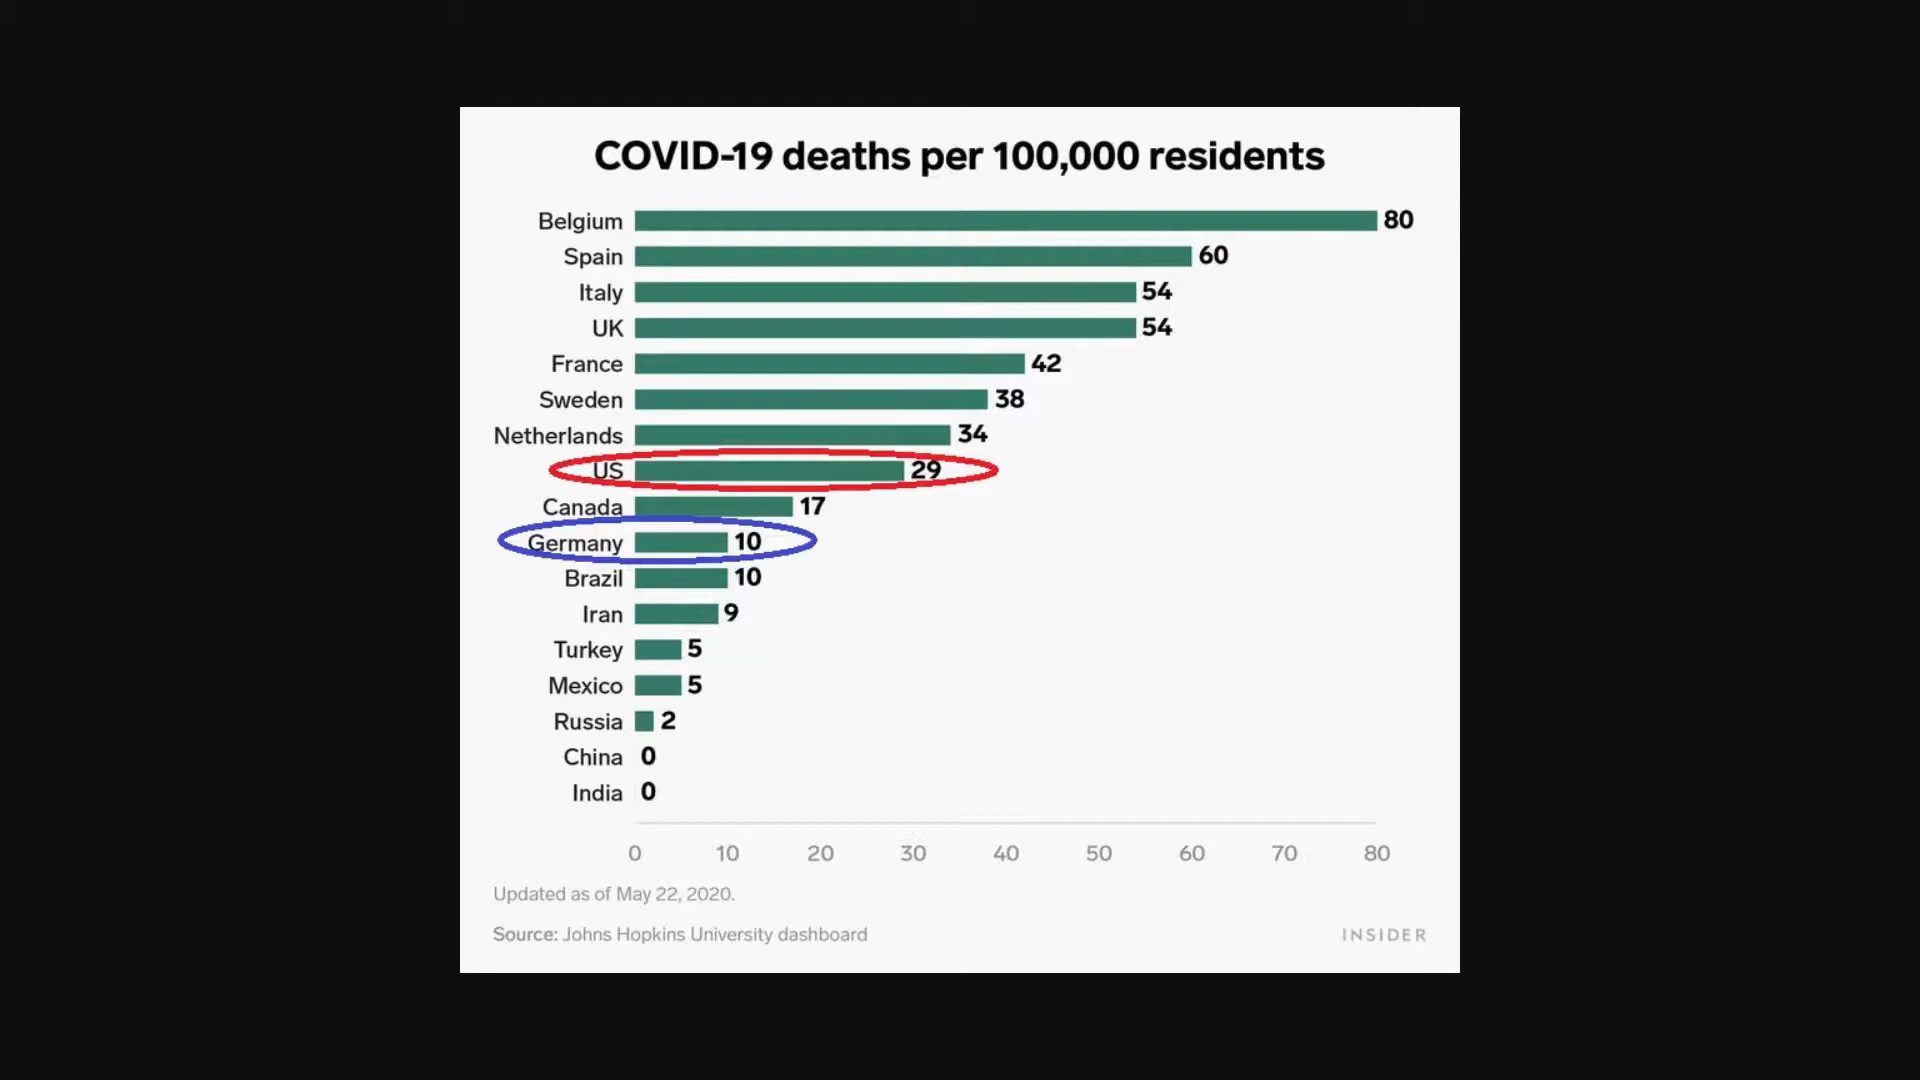 COVID-19 deaths per 100,000 residents
Belgium 80
Spain 60
Italy 54
UK 54
France 42
Sweden 38
Netherlands 34
US 29
Canada 17
Germany 10
Brazil 10
Iran 9
Turkey 5
Mexico 5
Russia 2
China 0
India 0
0 10 20 30 40 50 60 70 80
Updated as of May 22, 2020.
Source: Johns Hopkins University dashboard INSIDER